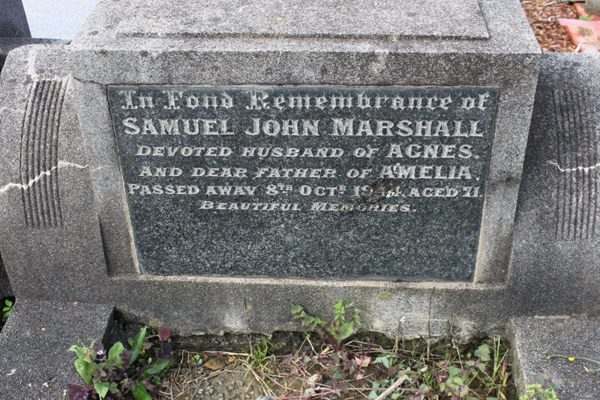 In Fond Remembrance of
SAMUEL JOHN MARSHALL
DEVOTED HUSBAND OF AGNES.
AND DEAR FATHER OF AMELIA
PASSED AWAY 8TH OCTR AGED 71.
BEAUTIFUL MEMORIES.